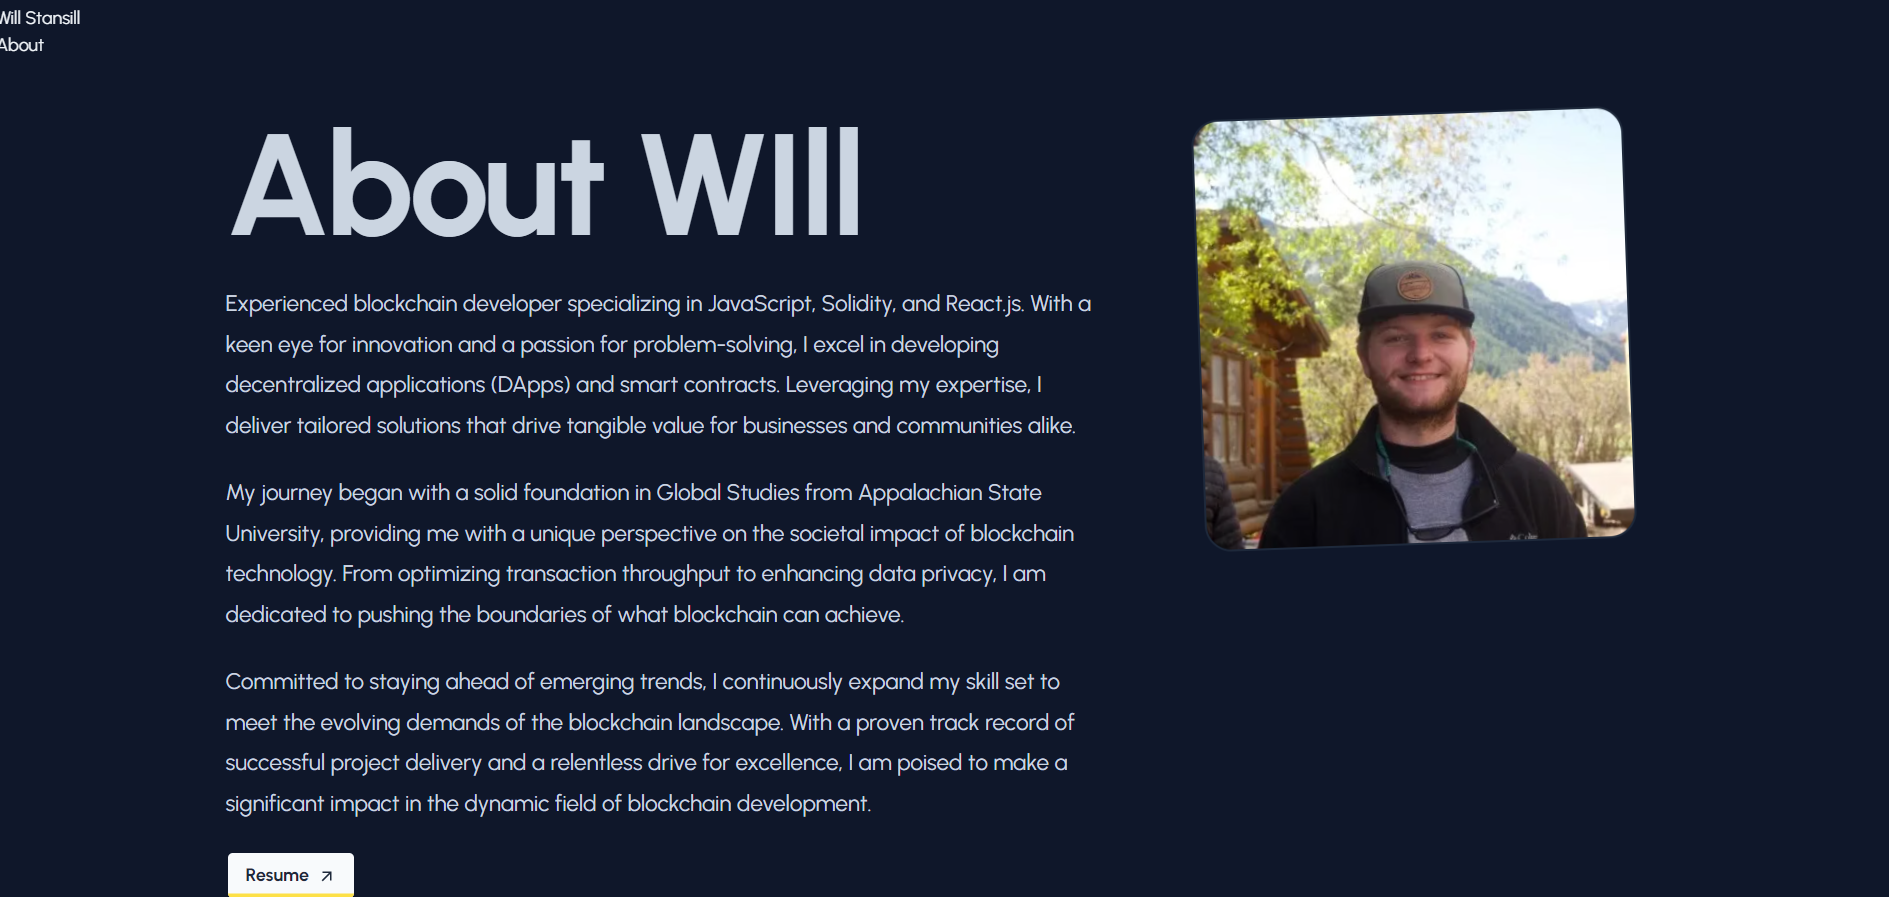 Will Stansill
About
About WIll
Experienced blockchain developer specializing in JavaScript, Solidity, and React.js. With a
keen eye for innovation and a passion for problem-solving, I excel in developing
decentralized applications (DApps) and smart contracts. Leveraging my expertise, I
deliver tailored solutions that drive tangible value for businesses and communities alike.
My journey began with a solid foundation in Global Studies from Appalachian State
University, providing me with a unique perspective on the societal impact of blockchain
technology. From optimizing transaction throughput to enhancing data privacy, I am
dedicated to pushing the boundaries of what blockchain can achieve.
Committed to staying ahead of emerging trends, I continuously expand my skill set to
meet the evolving demands of the blockchain landscape. With a proven track record of
successful project delivery and a relentless drive for excellence, I am poised to make a
significant impact in the dynamic field of blockchain development.
Resume